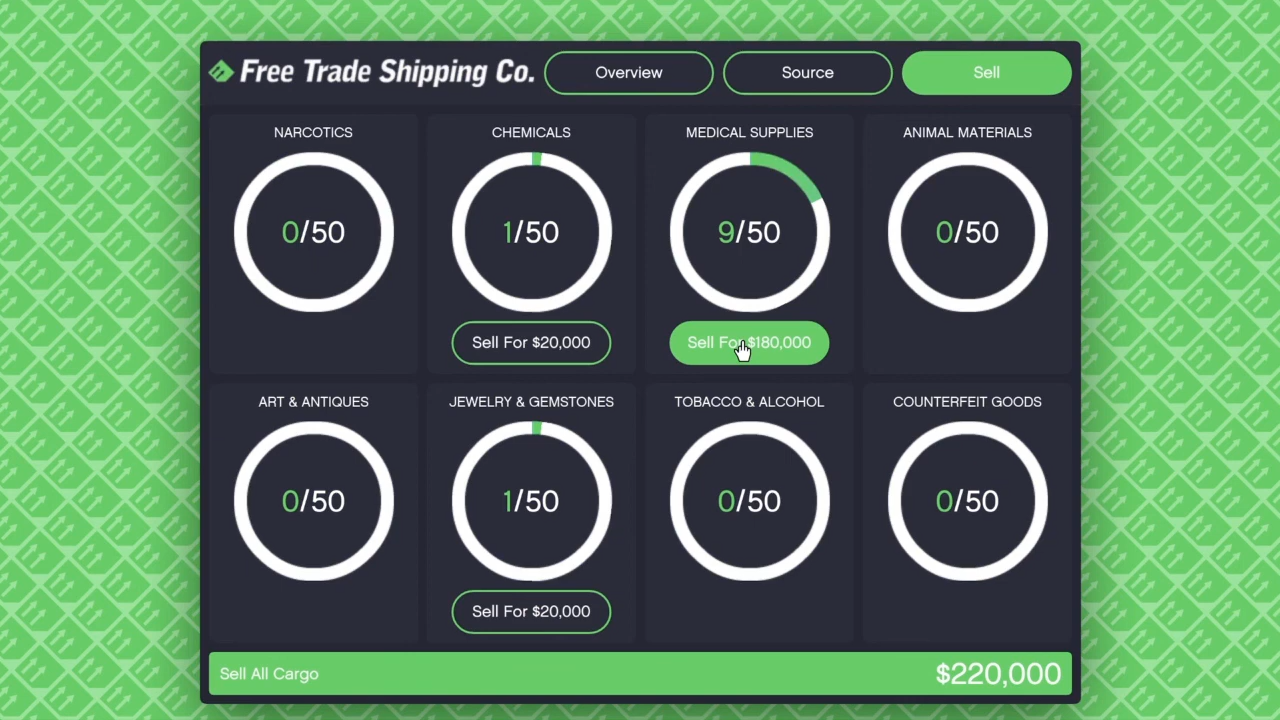 Free Trade Shipping Co.
Overview
Source
Sell
NARCOTICS
CHEMICALS
MEDICAL SUPPLIES
ANIMAL MATERIALS
0/50
1/50
9/50
0/50
Sell For $20,000
Sell For $180,000
ART & ANTIQUES
JEWELRY & GEMSTONES
TOBACCO & ALCOHOL
COUNTERFEIT GOODS
0/50
1/50
0/50
0/50
Sell For $20,000
Sell All Cargo
$220,000